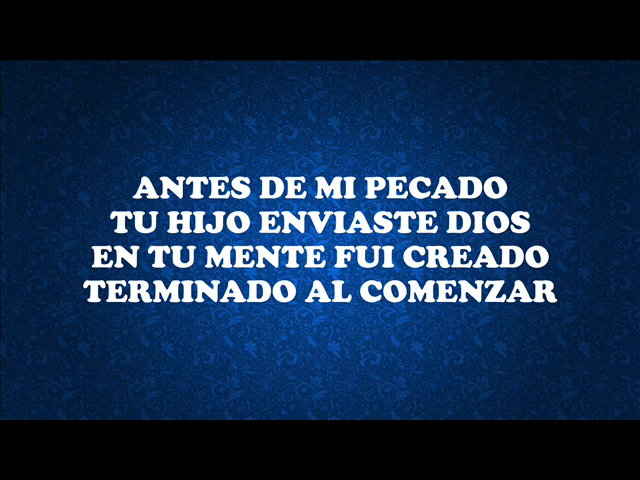 ANTES DE MI PECADO
TU HIJO ENVIASTE DIOS
EN TU MENTE FUI CREADO
TERMINADO AL COMENZAR